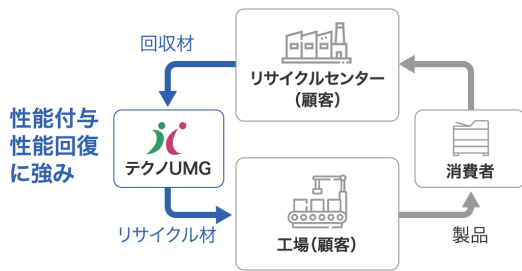 回収材
リサイクルセンター
(顧客)
性能付与
性能回復
に強み
テクノUMG
消費者
リサイクル材
工場(顧客)
製品